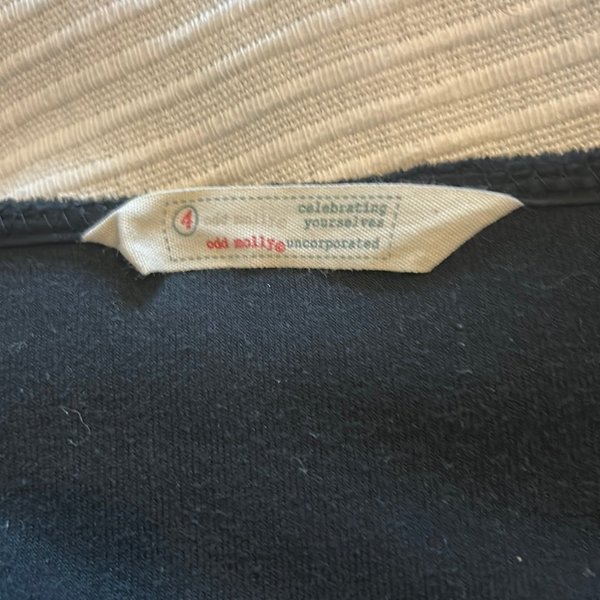 4 odd molly celebrating
yourselves
odd molly® uncorporated